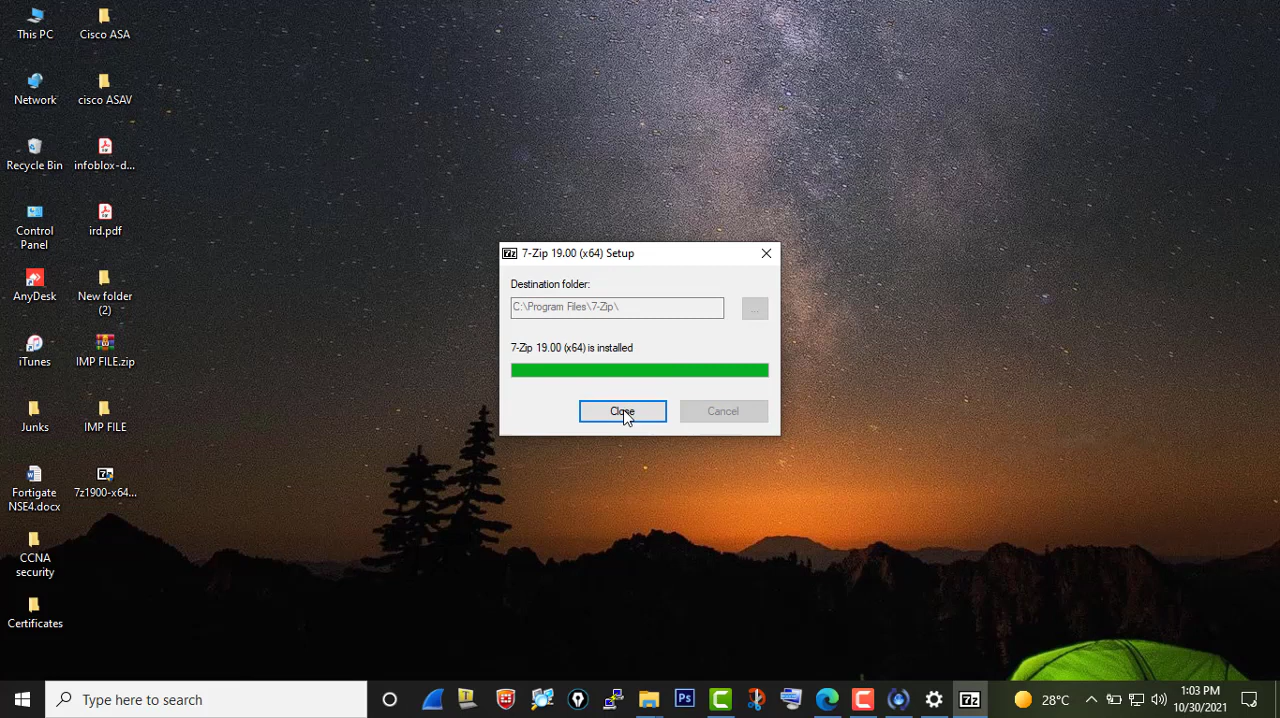 This PC
Cisco ASA
Network
cisco ASAV
Recycle Bin
infoblox-d...
Control
Panel
ird.pdf
AnyDesk
New folder
(2)
iTunes
IMP FILE.zip
Junks
IMP FILE
Fortigate
NSE4.docx
7z1900-x64...
CCNA
security
Certificates
7-Zip 19.00 (x64) Setup
Destination folder:
C:\Program Files\7-Zip\
...
7-Zip 19.00 (x64) is installed
Close
Cancel
Type here to search
Ps
28°C
1:03 PM
10/30/2021